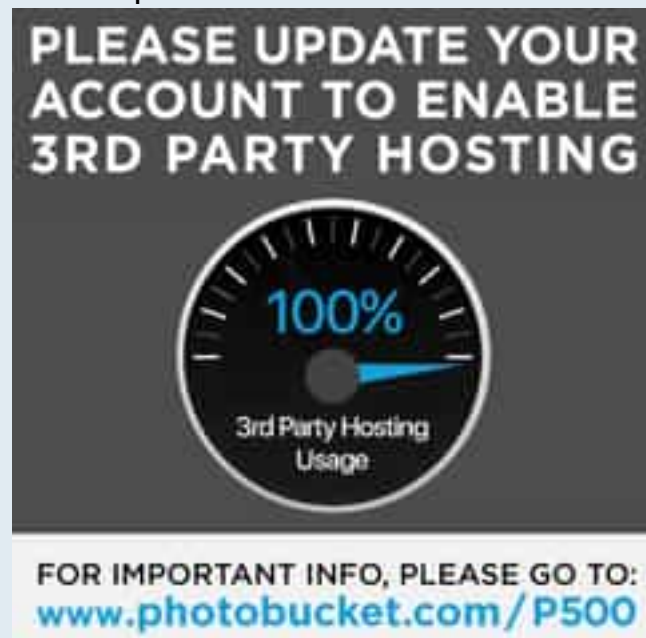 PLEASE UPDATE YOUR
ACCOUNT TO ENABLE
3RD PARTY HOSTING
100%
3rd Party Hosting
Usage
FOR IMPORTANT INFO, PLEASE GO TO:
www.photobucket.com/P500